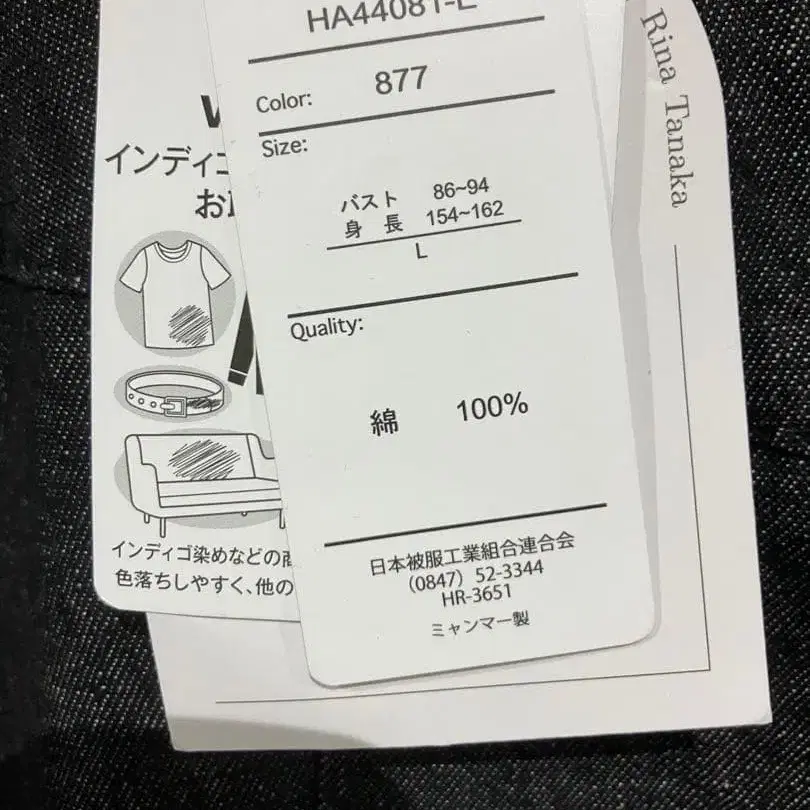 HA44081-L
Color: 877
Size:
バスト 86~94
身 長 154~162
L
Quality:
綿 100%
日本被服工業組合連合会
(0847) 52-3344
HR-3651
ミャンマー製
インディゴ
お
インディゴ染めなどの商
色落ちしやすく、他の
Rina Tanaka